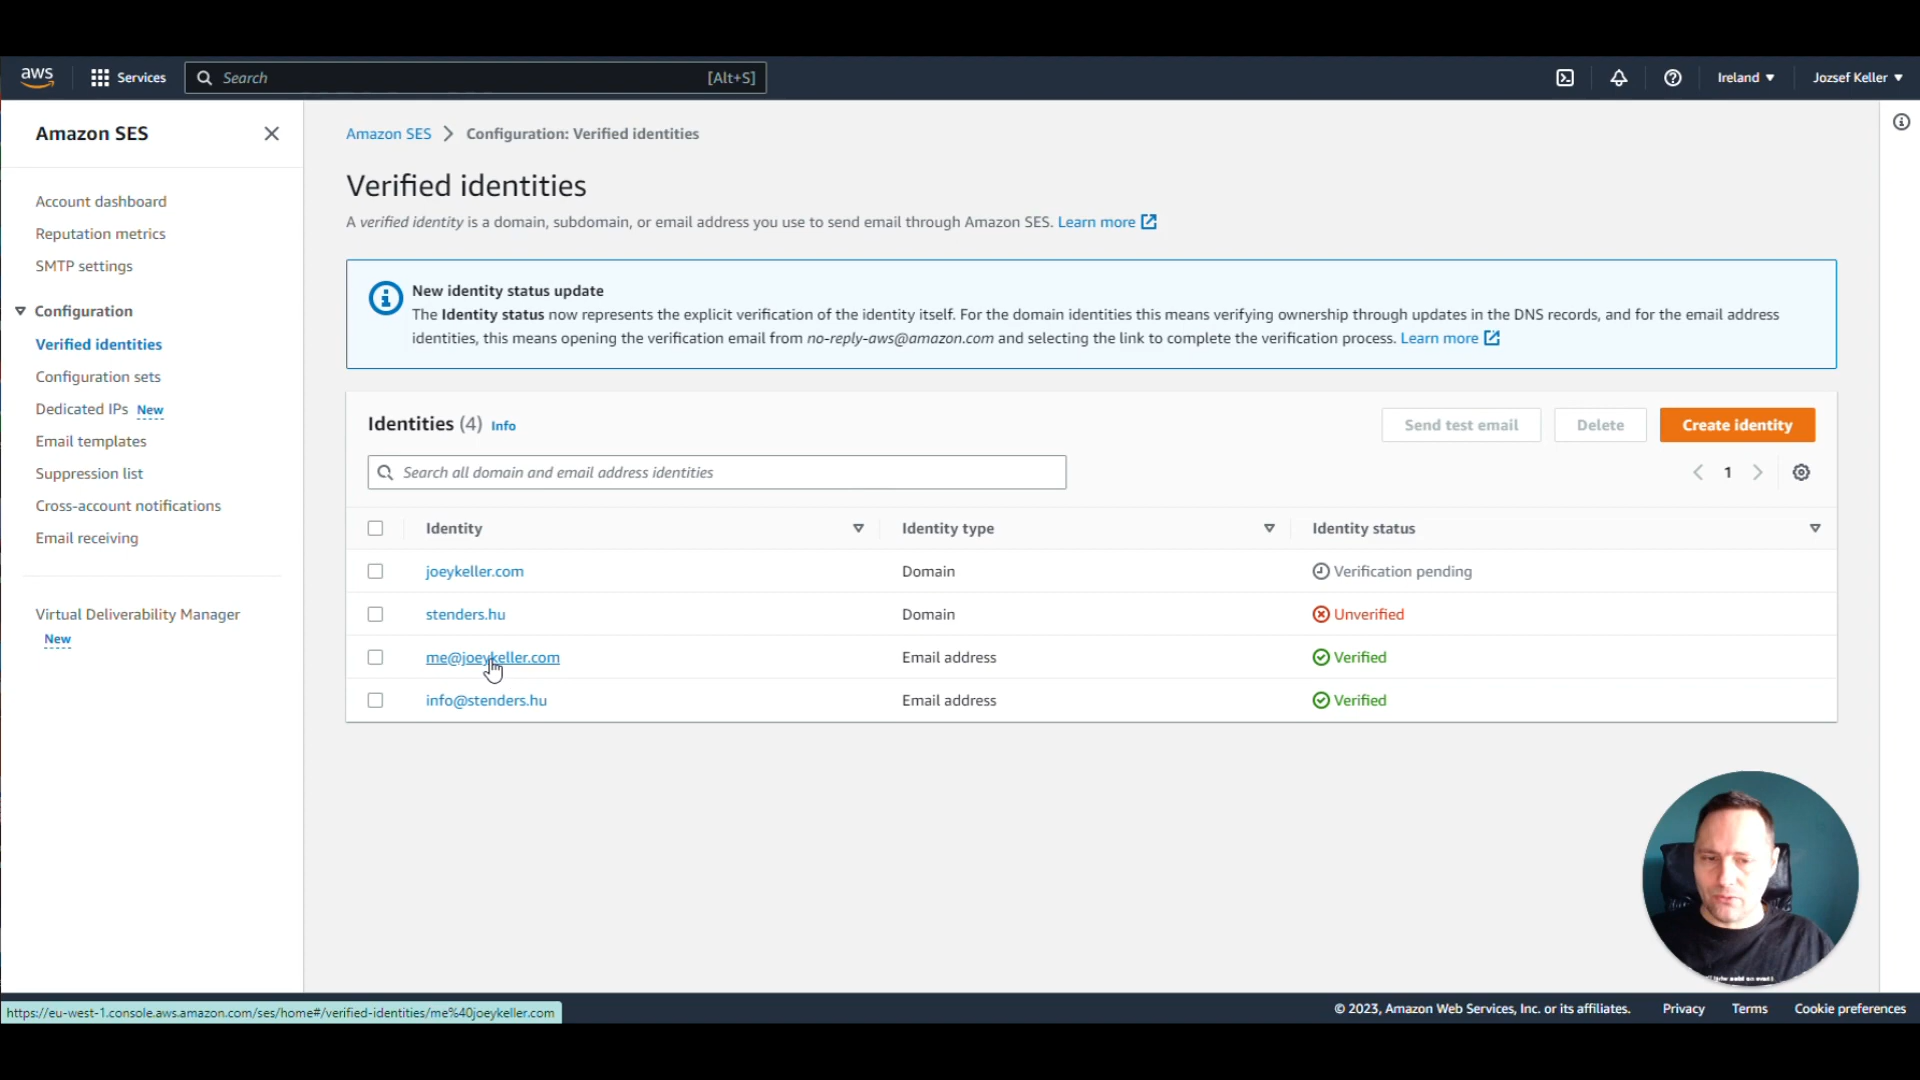 aws
Services
Search
[Alt+S]
Ireland
Jozsef Keller
Amazon SES
Account dashboard
Reputation metrics
SMTP settings
Configuration
Verified identities
Configuration sets
Dedicated IPs New
Email templates
Suppression list
Cross-account notifications
Email receiving
Virtual Deliverability Manager
New
Amazon SES > Configuration: Verified identities
Verified identities
A verified identity is a domain, subdomain, or email address you use to send email through Amazon SES. Learn more
New identity status update
The Identity status now represents the explicit verification of the identity itself. For the domain identities this means verifying ownership through updates in the DNS records, and for the email address
identities, this means opening the verification email from no-reply-aws@amazon.com and selecting the link to complete the verification process. Learn more
Identities (4) Info
Send test email
Delete
Create identity
Search all domain and email address identities
1
Identity Identity type Identity status
joeykeller.com Domain Verification pending
stenders.hu Domain Unverified
me@joeykeller.com Email address Verified
info@stenders.hu Email address Verified
https://eu-west-1.console.aws.amazon.com/ses/home#/verified-identities/me%40joeykeller.com
© 2023, Amazon Web Services, Inc. or its affiliates. Privacy Terms Cookie preferences